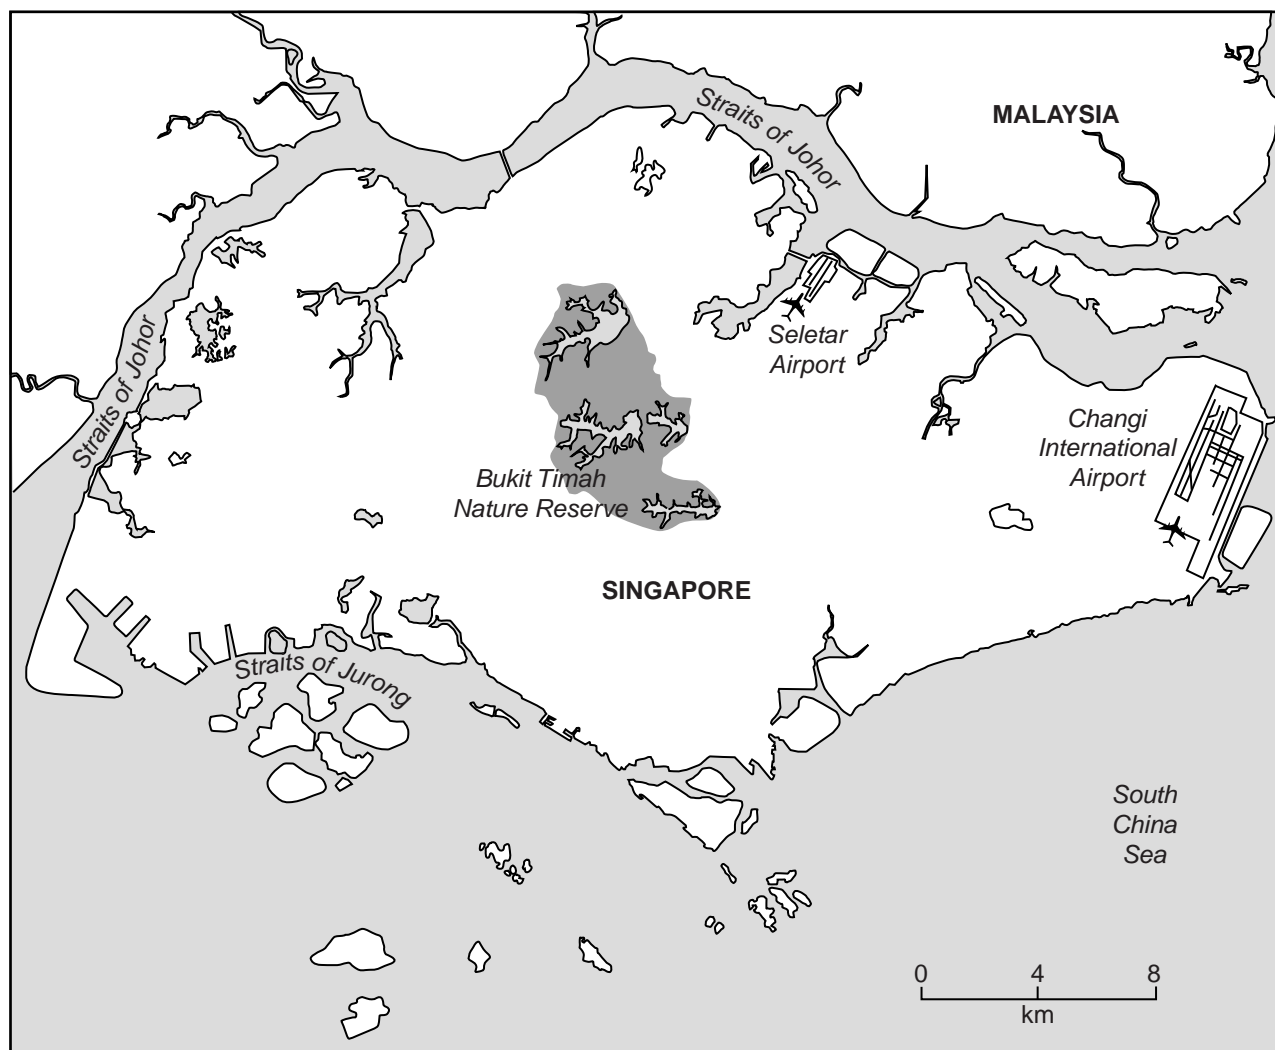 Straits of Johor
MALAYSIA
Seletar
Airport
Straits of Johor
Changi
International
Airport
Bukit Timah
Nature Reserve
SINGAPORE
Straits of Jurong
South
China
Sea
0 4 8
km